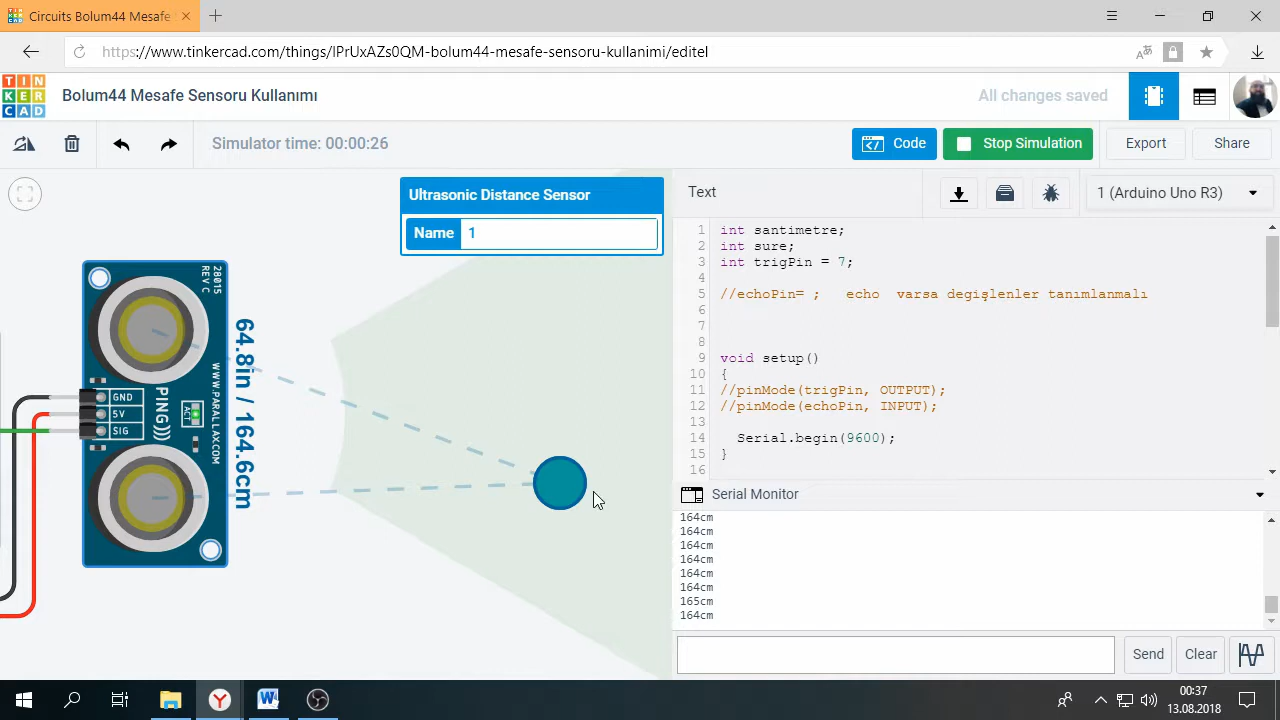 Circuits Bolum44 Mesafe
https://www.tinkercad.com/things/lPrUxAZs0QM-bolum44-mesafe-sensoru-kullanimi/editel
TIN
KER
CAD
Bolum44 Mesafe Sensoru Kullanımı
All changes saved
Simulator time: 00:00:26
Code
Stop Simulation
Export
Share
Ultrasonic Distance Sensor
Name 1
Text
1 (Arduino Uno R3)
28015
REV C
64.8in / 164.6cm
WWW.PARALLAX.COM
PING)))
ACT
GND
5V
SIG
1 int santimetre;
2 int sure;
3 int trigPin = 7;
4
5 //echoPin= ;   echo  varsa degişlenler tanımlanmalı
6
7
8
9 void setup()
10 {
11 //pinMode(trigPin, OUTPUT);
12 //pinMode(echoPin, INPUT);
13
14   Serial.begin(9600);
15 }
16
Serial Monitor
164cm
164cm
164cm
164cm
164cm
164cm
165cm
164cm
Send
Clear
00:37
13.08.2018